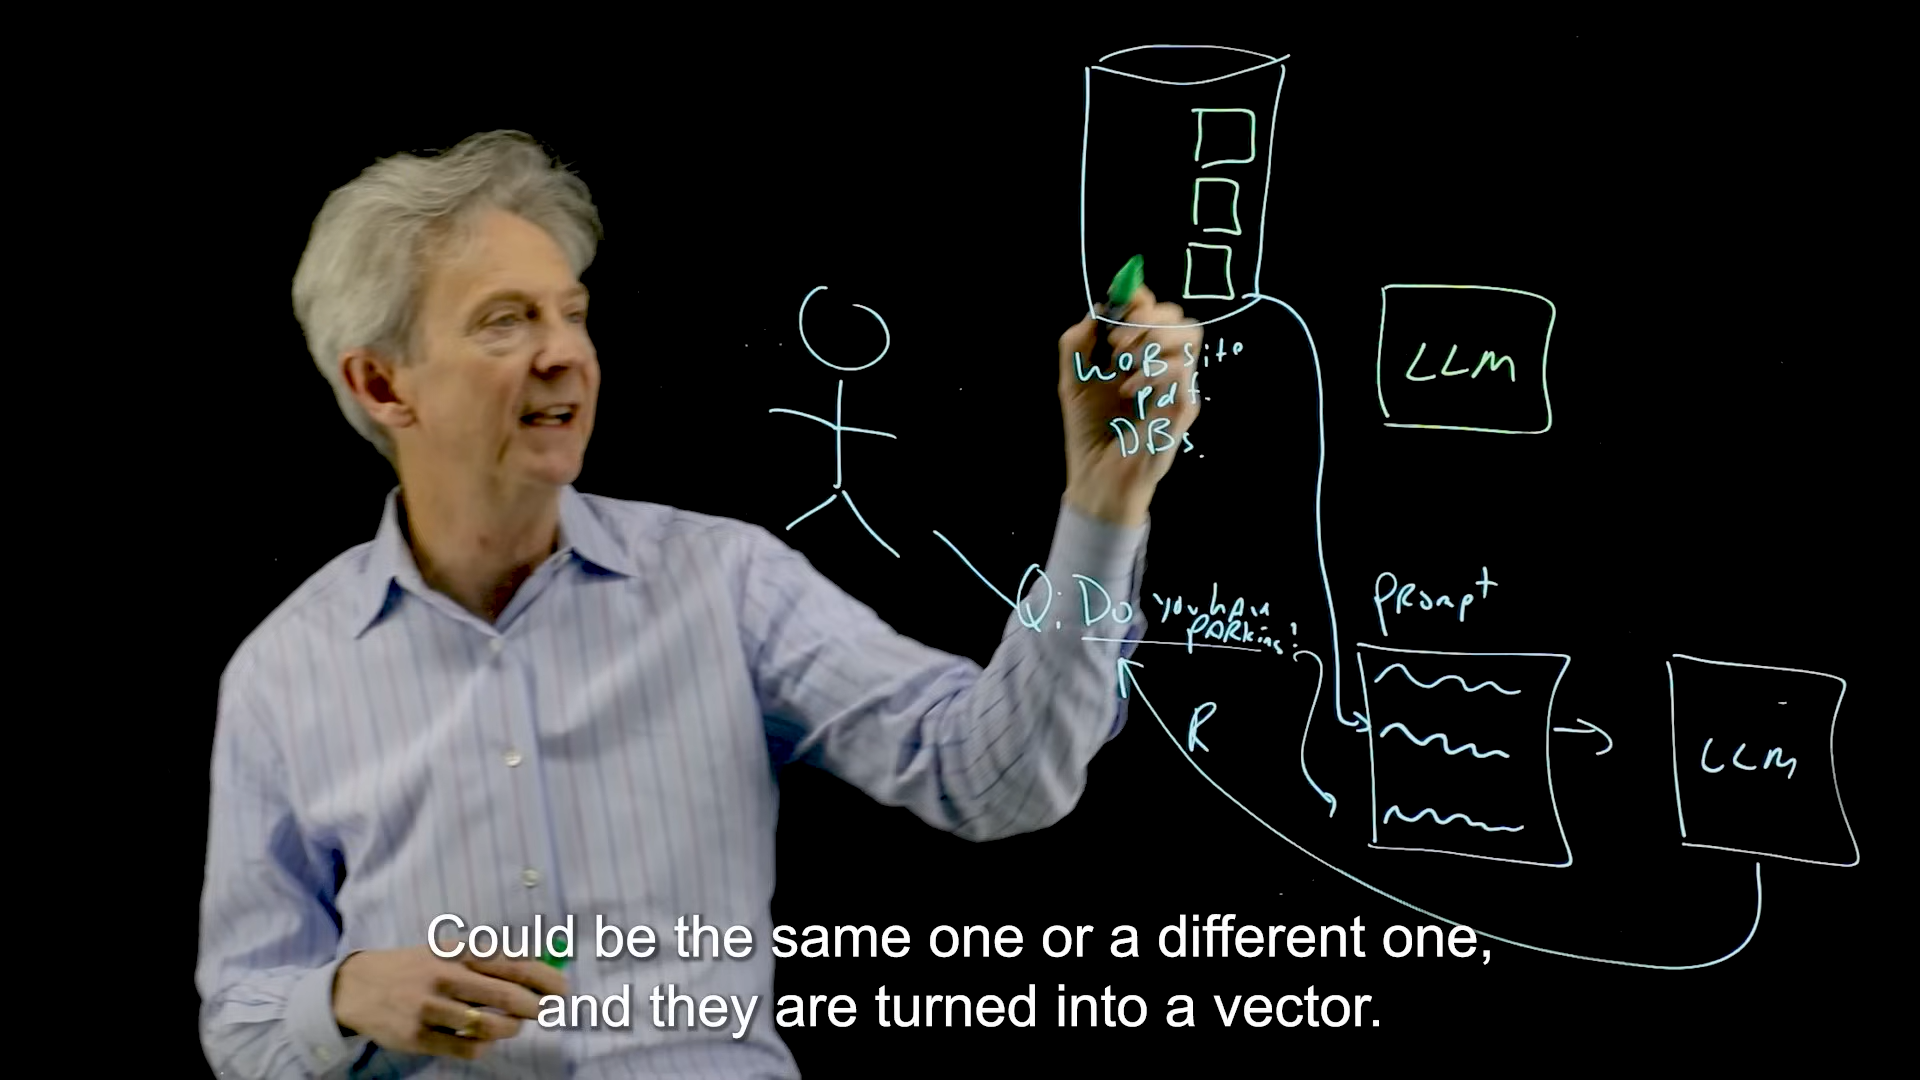 Web site
pdf.
DBs.
LLM
Q: Do you have
parking?
Prompt
R
LLM
Could be the same one or a different one,
and they are turned into a vector.